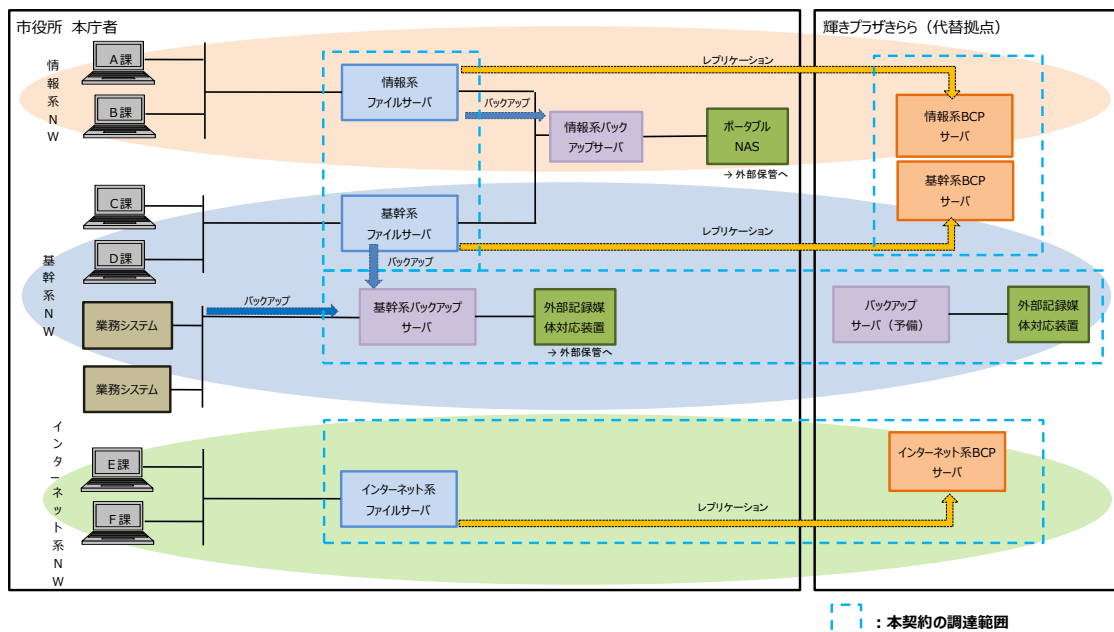 市役所 本庁者
輝きプラザきらら（代替拠点）
情報系NW
A課
B課
情報系
ファイルサーバ
レプリケーション
バックアップ
情報系バック
アップサーバ
ポータブル
NAS
→ 外部保管へ
情報系BCP
サーバ
基幹系BCP
サーバ
基幹系NW
C課
D課
基幹系
ファイルサーバ
レプリケーション
バックアップ
業務システム
バックアップ
基幹系バックアップ
サーバ
外部記録媒
体対応装置
→ 外部保管へ
バックアップ
サーバ（予備）
外部記録媒
体対応装置
業務システム
インターネット系NW
E課
F課
インターネット系
ファイルサーバ
レプリケーション
インターネット系BCP
サーバ
：本契約の調達範囲